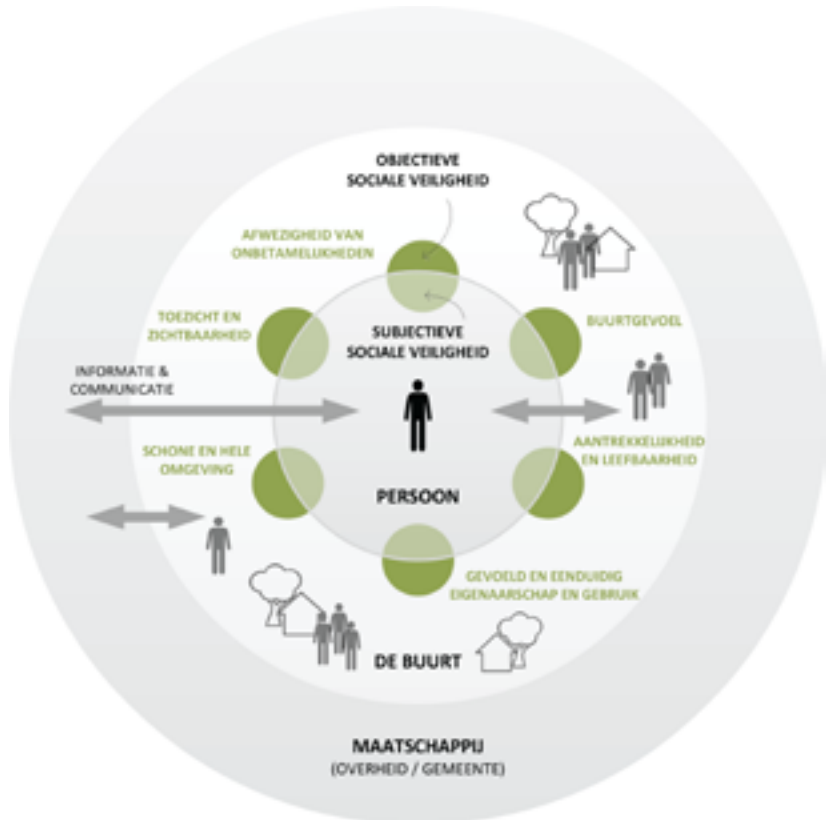 OBJECTIEVE
SOCIALE VEILIGHEID
AFWEZIGHEID VAN
ONBETAMELIJKHEDEN
TOEZICHT EN
ZICHTBAARHEID
BUURTGEVOEL
SUBJECTIEVE
SOCIALE VEILIGHEID
INFORMATIE &
COMMUNICATIE
SCHONE EN HELE
OMGEVING
AANTREKKELIJKHEID
EN LEEFBAARHEID
PERSOON
GEVOELD EN EENDUIDIG
EIGENAARSCHAP EN GEBRUIK
DE BUURT
MAATSCHAPPIJ
(OVERHEID / GEMEENTE)